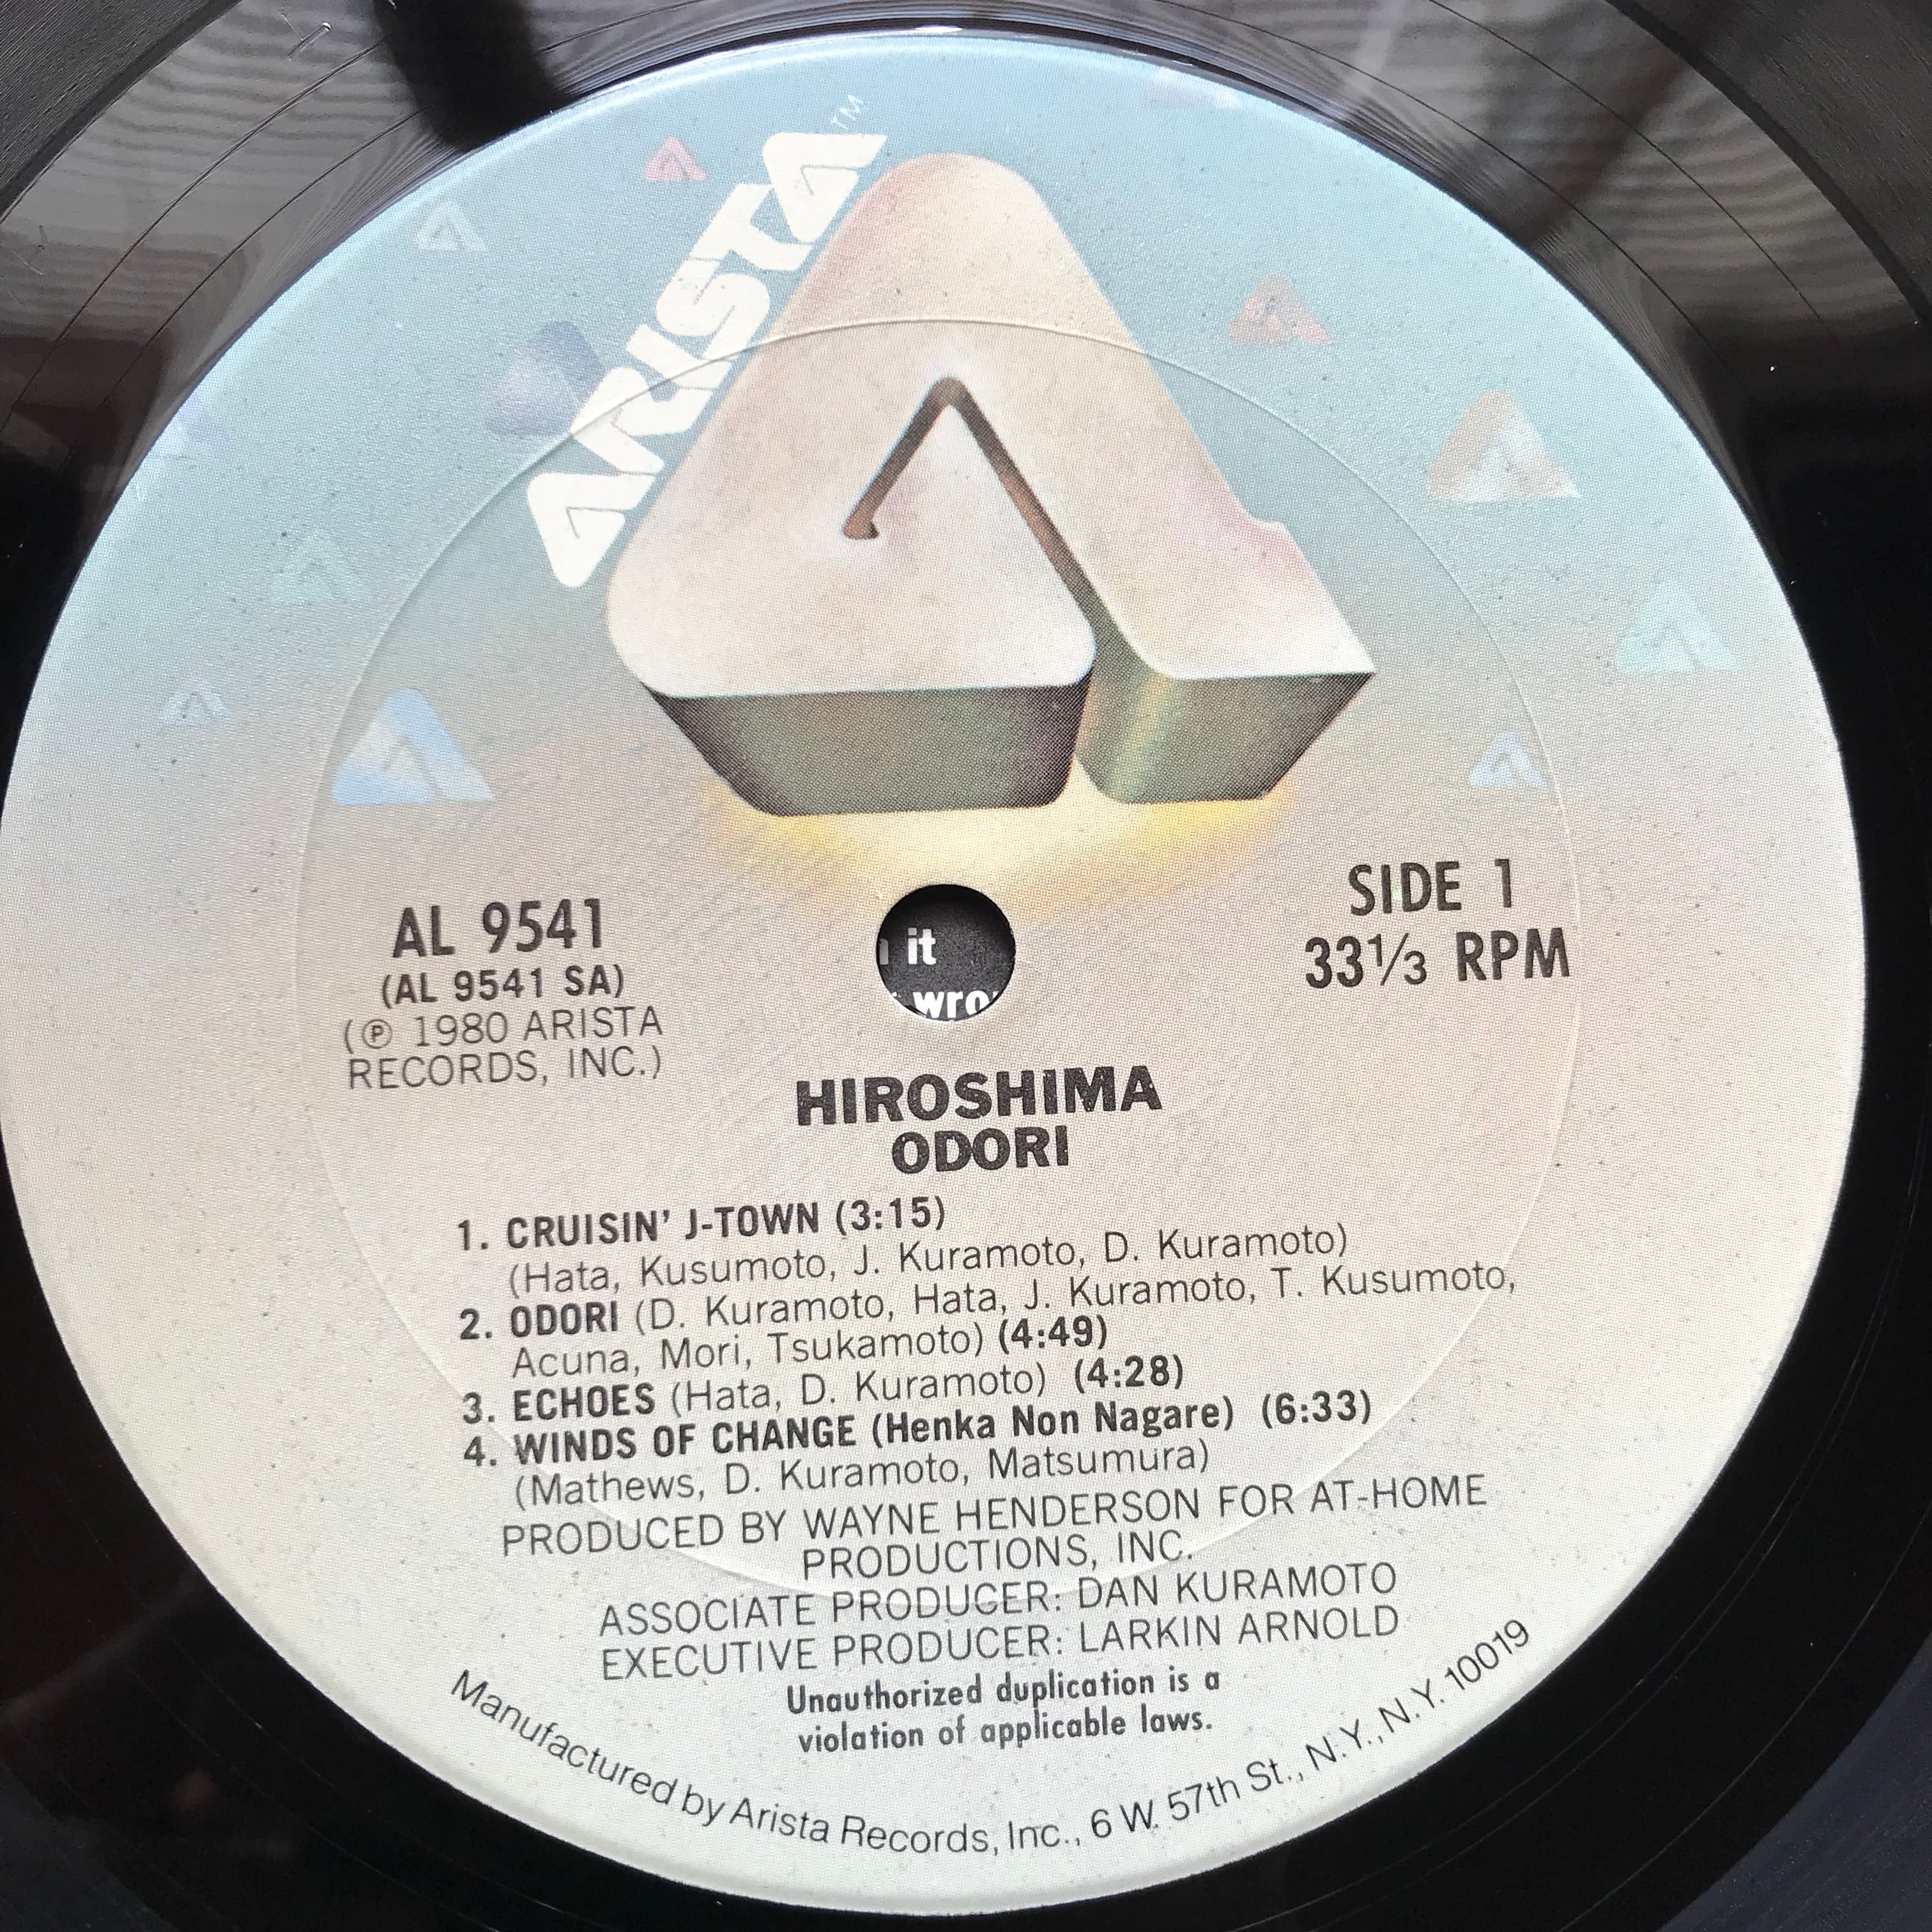 ARISTA™
AL 9541
(AL 9541 SA)
(℗ 1980 ARISTA
RECORDS, INC.)
SIDE 1
33⅓ RPM
it
HIROSHIMA
ODORI
1. CRUISIN' J-TOWN (3:15)
(Hata, Kusumoto, J. Kuramoto, D. Kuramoto)
2. ODORI (D. Kuramoto, Hata, J. Kuramoto, T. Kusumoto,
Acuna, Mori, Tsukamoto) (4:49)
3. ECHOES (Hata, D. Kuramoto) (4:28)
4. WINDS OF CHANGE (Henka Non Nagare) (6:33)
(Mathews, D. Kuramoto, Matsumura)
PRODUCED BY WAYNE HENDERSON FOR AT-HOME
PRODUCTIONS, INC.
ASSOCIATE PRODUCER: DAN KURAMOTO
EXECUTIVE PRODUCER: LARKIN ARNOLD
Unauthorized duplication is a
violation of applicable laws.
Manufactured by Arista Records, Inc., 6 W. 57th St., N.Y., N.Y. 10019